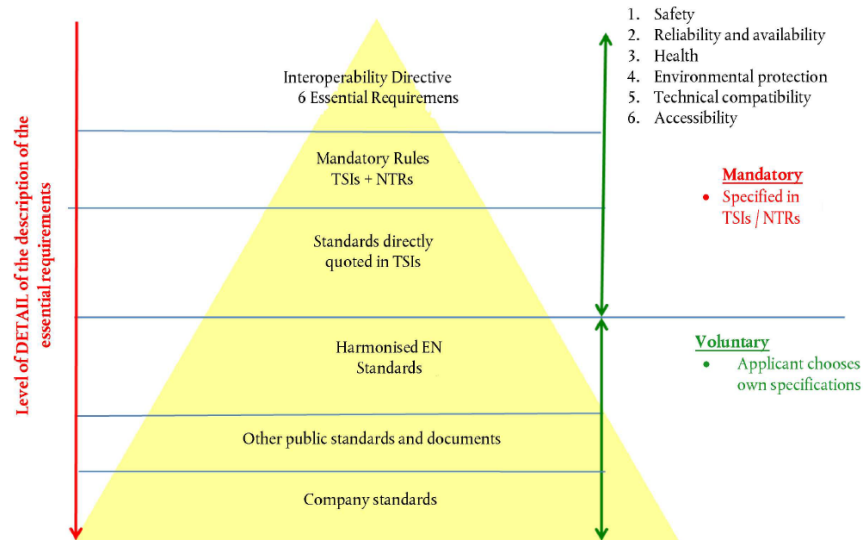 Level of DETAIL of the description of the
essential requirements
Interoperability Directive
6 Essential Requiremens
Mandatory Rules
TSIs + NTRs
Standards directly
quoted in TSIs
Harmonised EN
Standards
Other public standards and documents
Company standards
1. Safety
2. Reliability and availability
3. Health
4. Environmental protection
5. Technical compatibility
6. Accessibility
Mandatory
• Specified in
TSIs / NTRs
Voluntary
• Applicant chooses
own specifications